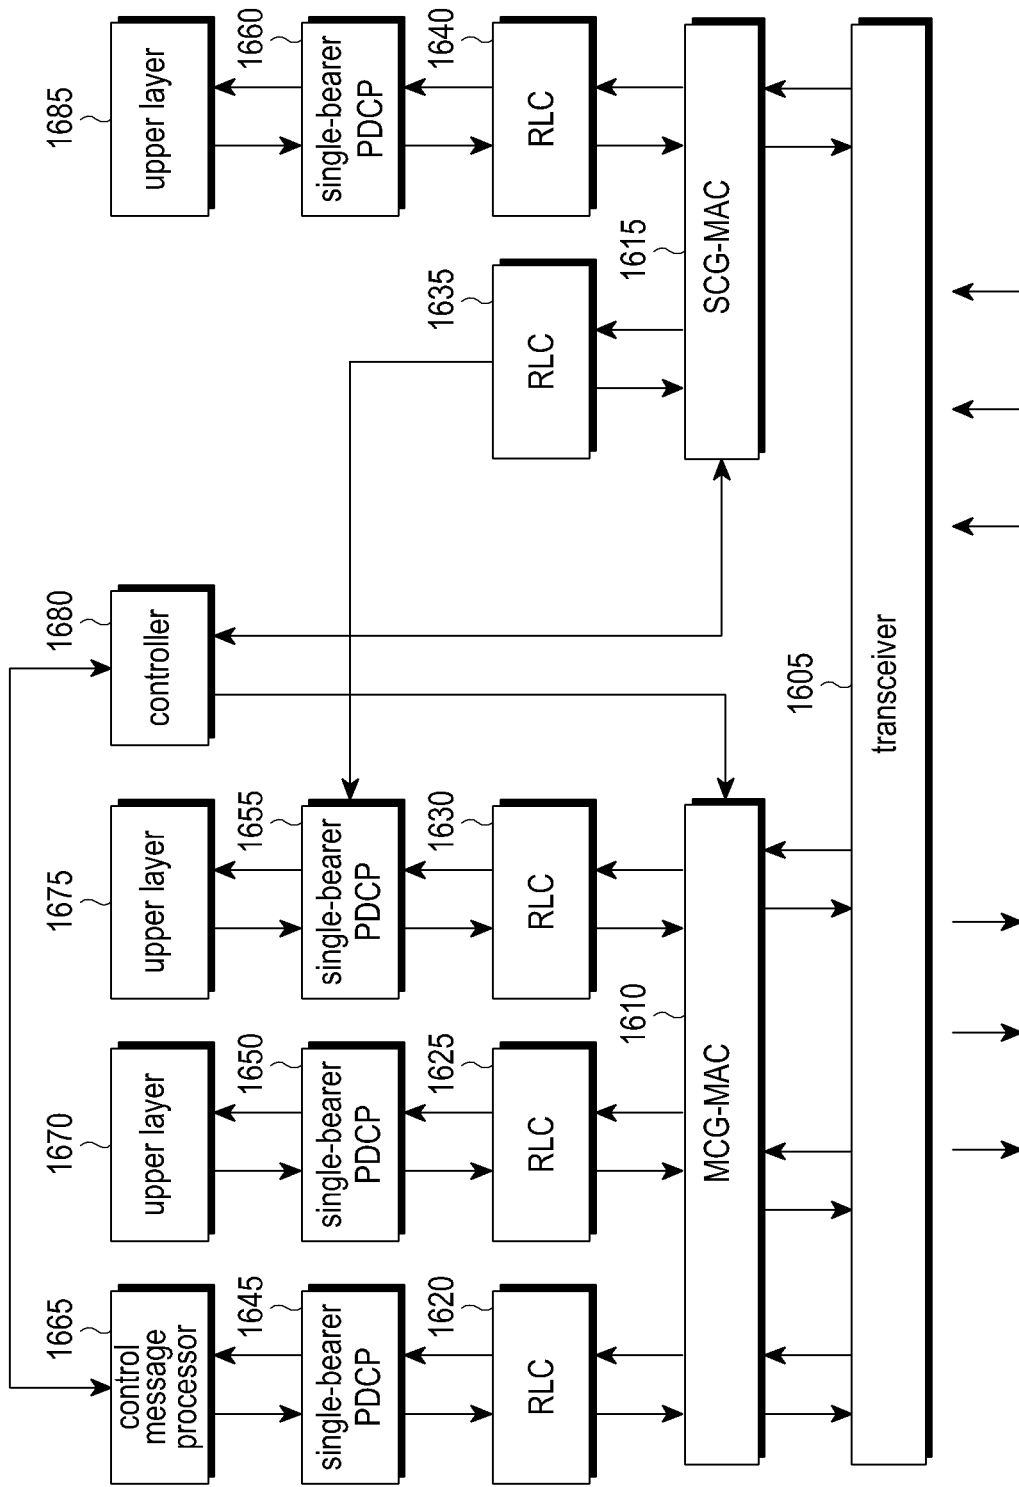 1665
control
message
processor
1670
upper layer
1675
upper layer
1680
controller
1685
upper layer
1645
single-bearer
PDCP
1650
single-bearer
PDCP
1655
single-bearer
PDCP
1660
single-bearer
PDCP
1620
RLC
1625
RLC
1630
RLC
1635
RLC
1640
RLC
1610
MCG-MAC
1615
SCG-MAC
1605
transceiver